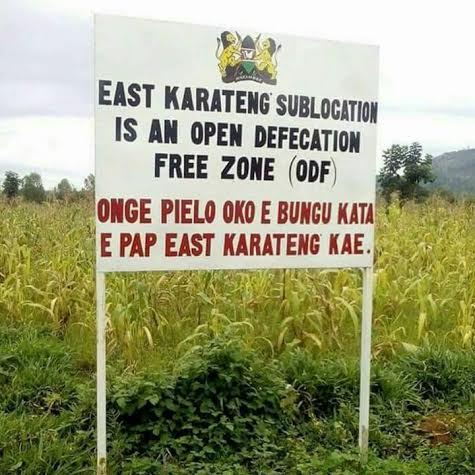 EAST KARATENG' SUBLOCATION
IS AN OPEN DEFECATION
FREE ZONE (ODF)
ONGE PIELO OKO E BUNGU KATA
E PAP EAST KARATENG' KAE.